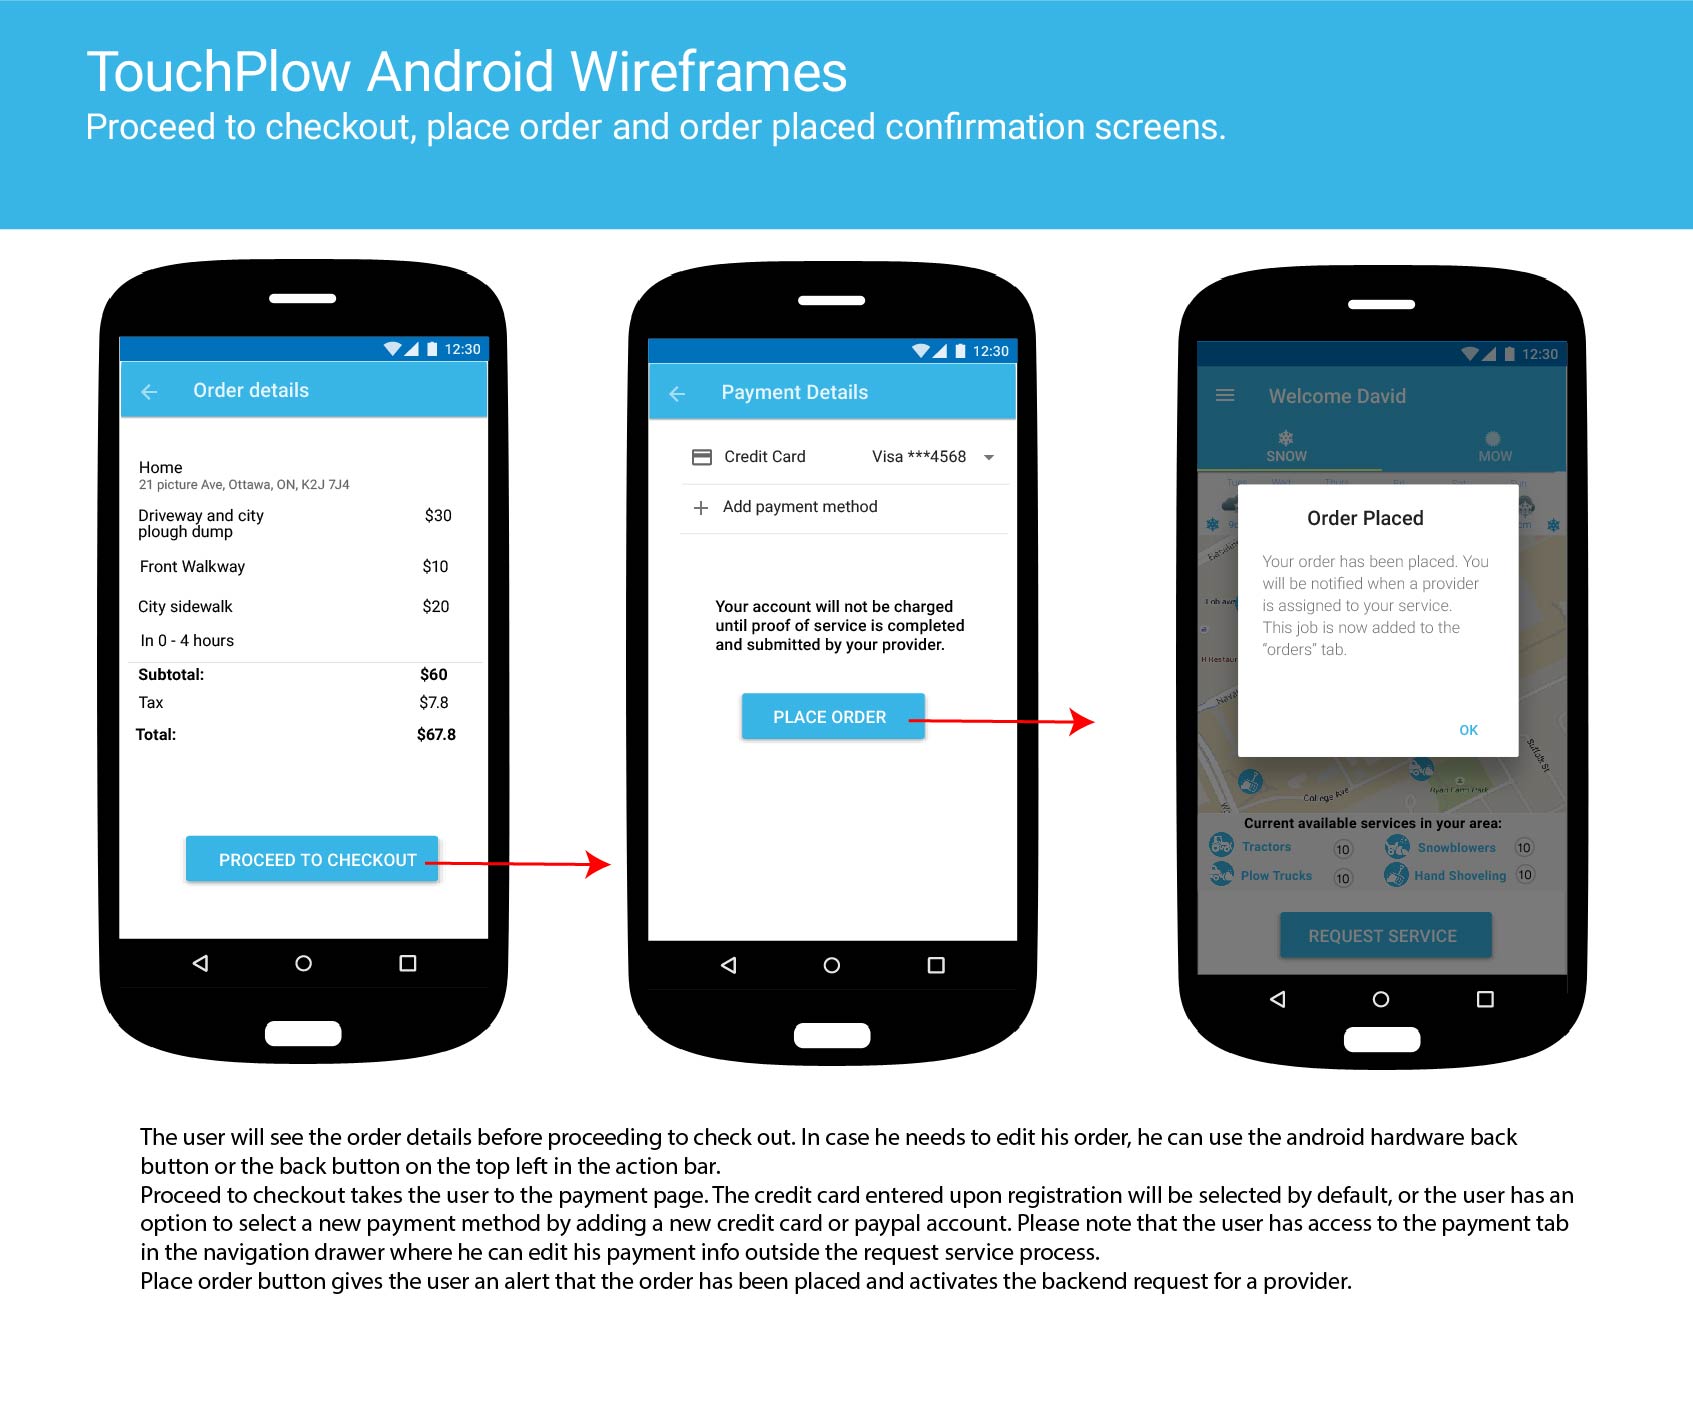 TouchPlow Android Wireframes
Proceed to checkout, place order and order placed confirmation screens.
12:30
Order details
Home
21 picture Ave, Ottawa, ON, K2J 7J4
Driveway and city
plough dump
$30
Front Walkway $10
City sidewalk $20
In 0 - 4 hours
Subtotal: $60
Tax $7.8
Total: $67.8
PROCEED TO CHECKOUT
12:30
Payment Details
Credit Card Visa ***4568
Add payment method
Your account will not be charged
until proof of service is completed
and submitted by your provider.
PLACE ORDER
12:30
Welcome David
SNOW MOW
Order Placed
Your order has been placed. You
will be notified when a provider
is assigned to your service.
This job is now added to the
“orders” tab.
OK
Suffolk St
College Ave
Ryan Farm Park
Current available services in your area:
Tractors 10 Snowblowers 10
Plow Trucks 10 Hand Shoveling 10
REQUEST SERVICE
The user will see the order details before proceeding to check out. In case he needs to edit his order, he can use the android hardware back
button or the back button on the top left in the action bar.
Proceed to checkout takes the user to the payment page. The credit card entered upon registration will be selected by default, or the user has an
option to select a new payment method by adding a new credit card or paypal account. Please note that the user has access to the payment tab
in the navigation drawer where he can edit his payment info outside the request service process.
Place order button gives the user an alert that the order has been placed and activates the backend request for a provider.